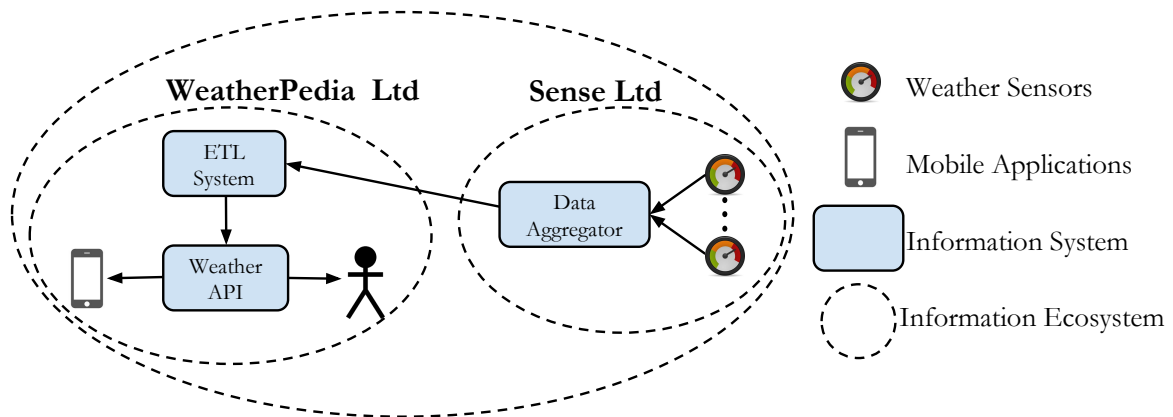 WeatherPedia Ltd
Sense Ltd
ETL
System
Weather
API
Data
Aggregator
Weather Sensors
Mobile Applications
Information System
Information Ecosystem